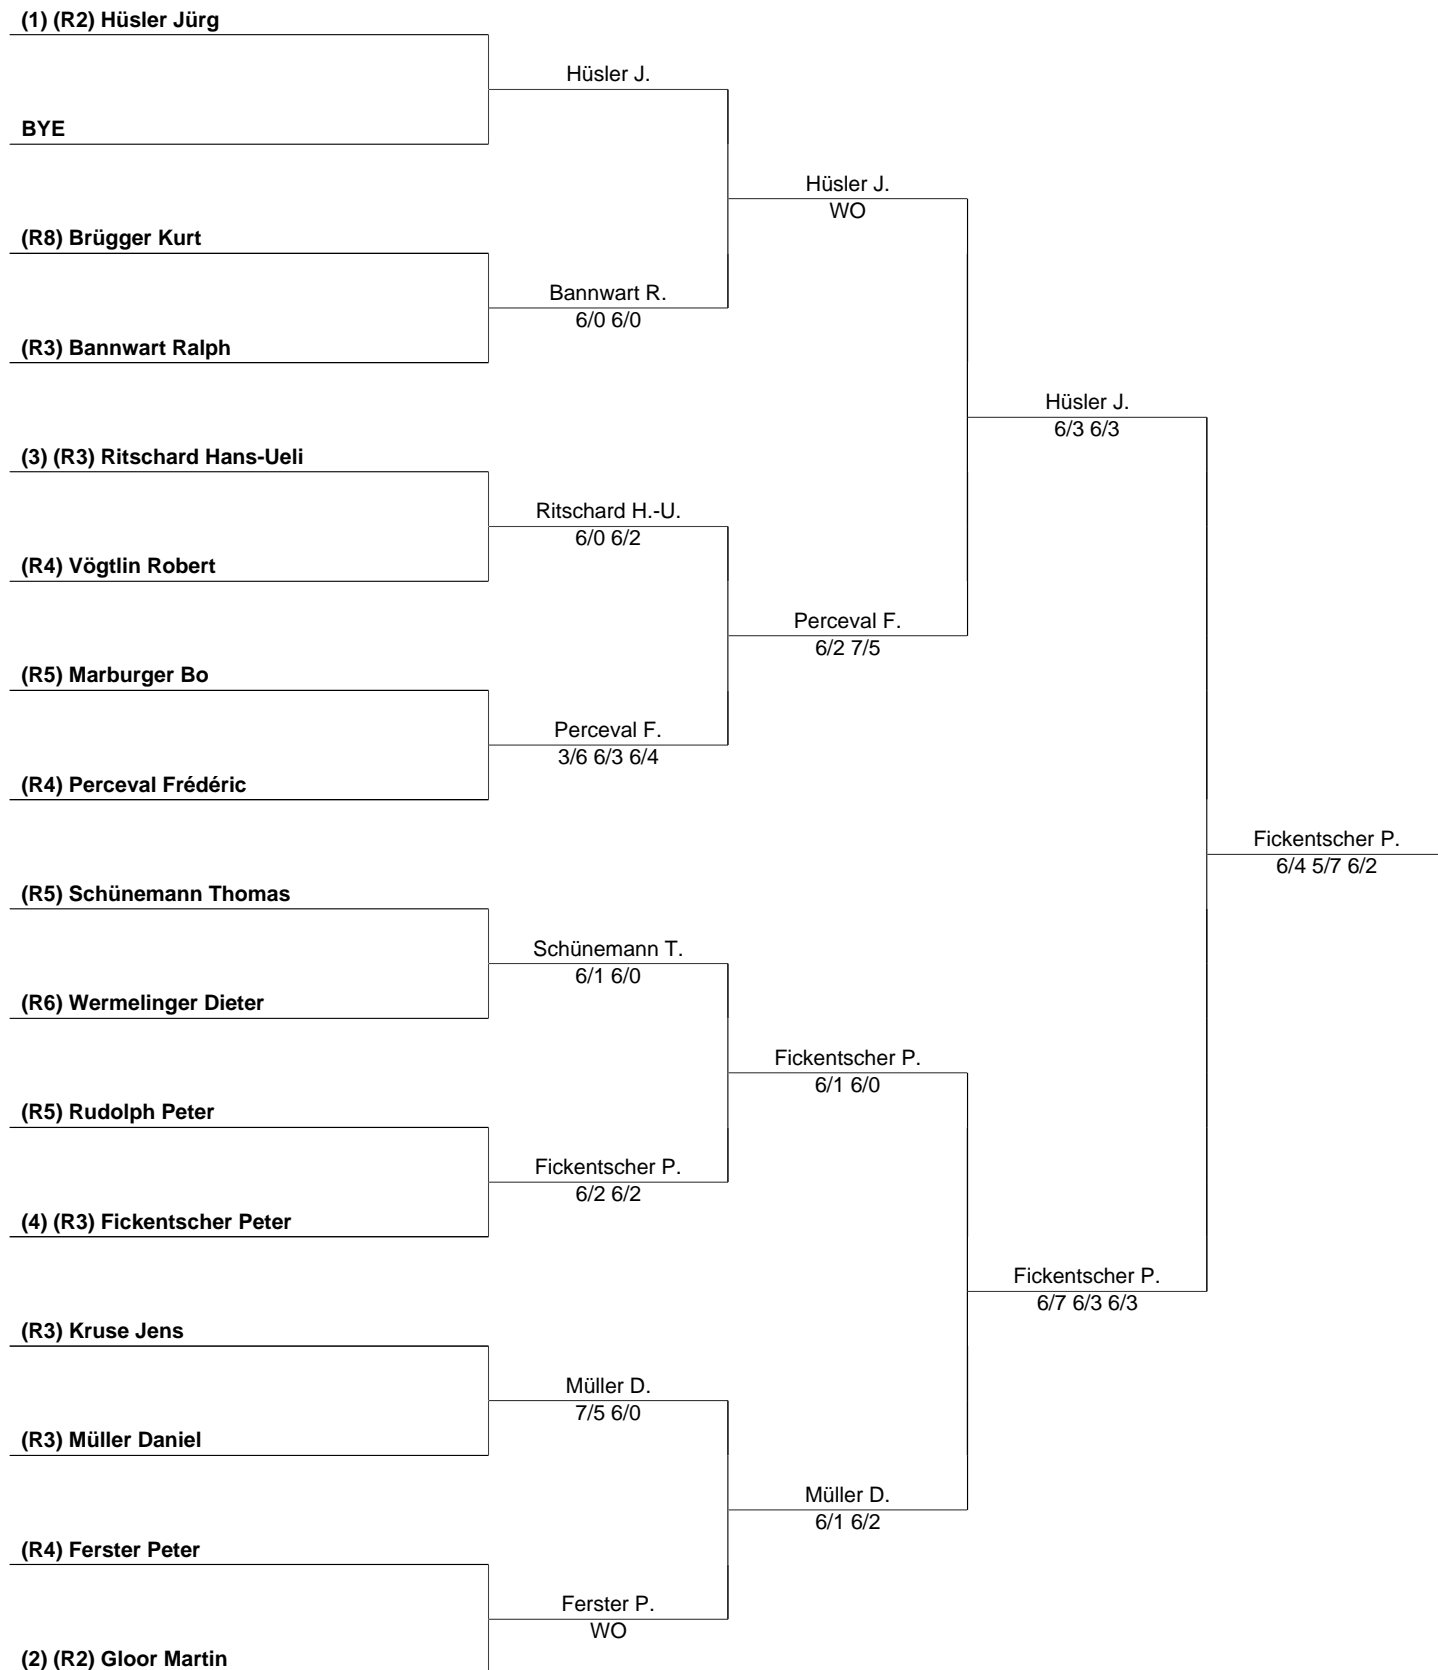 (1) (R2) Hüsler Jürg
Hüsler J.
BYE
Hüsler J.
WO
(R8) Brügger Kurt
Bannwart R.
6/0 6/0
(R3) Bannwart Ralph
Hüsler J.
6/3 6/3
(3) (R3) Ritschard Hans-Ueli
Ritschard H.-U.
6/0 6/2
(R4) Vögtlin Robert
Perceval F.
6/2 7/5
(R5) Marburger Bo
Perceval F.
3/6 6/3 6/4
(R4) Perceval Frédéric
Fickentscher P.
6/4 5/7 6/2
(R5) Schünemann Thomas
Schünemann T.
6/1 6/0
(R6) Wermelinger Dieter
Fickentscher P.
6/1 6/0
(R5) Rudolph Peter
Fickentscher P.
6/2 6/2
(4) (R3) Fickentscher Peter
Fickentscher P.
6/7 6/3 6/3
(R3) Kruse Jens
Müller D.
7/5 6/0
(R3) Müller Daniel
Müller D.
6/1 6/2
(R4) Ferster Peter
Ferster P.
WO
(2) (R2) Gloor Martin